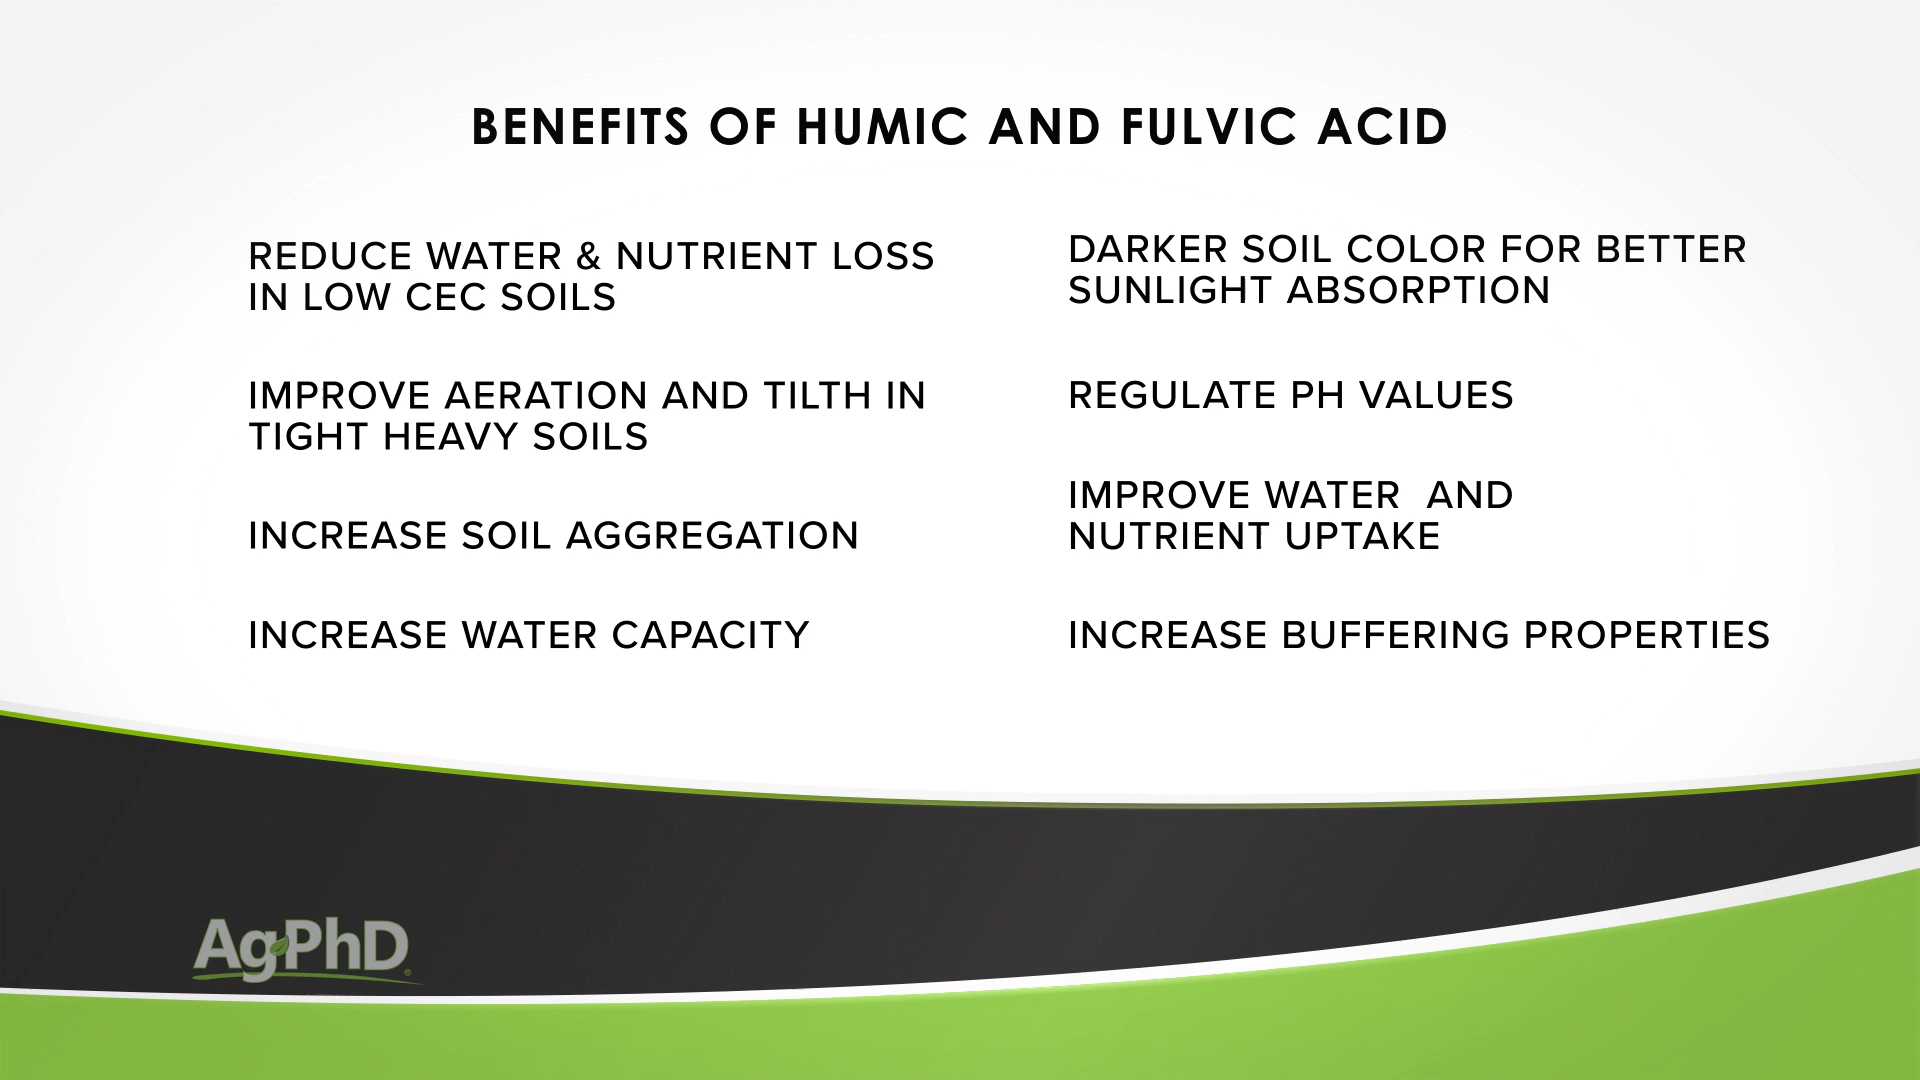 BENEFITS OF HUMIC AND FULVIC ACID
REDUCE WATER & NUTRIENT LOSS
IN LOW CEC SOILS
IMPROVE AERATION AND TILTH IN
TIGHT HEAVY SOILS
INCREASE SOIL AGGREGATION
INCREASE WATER CAPACITY
DARKER SOIL COLOR FOR BETTER
SUNLIGHT ABSORPTION
REGULATE PH VALUES
IMPROVE WATER  AND
NUTRIENT UPTAKE
INCREASE BUFFERING PROPERTIES
AgPhD®